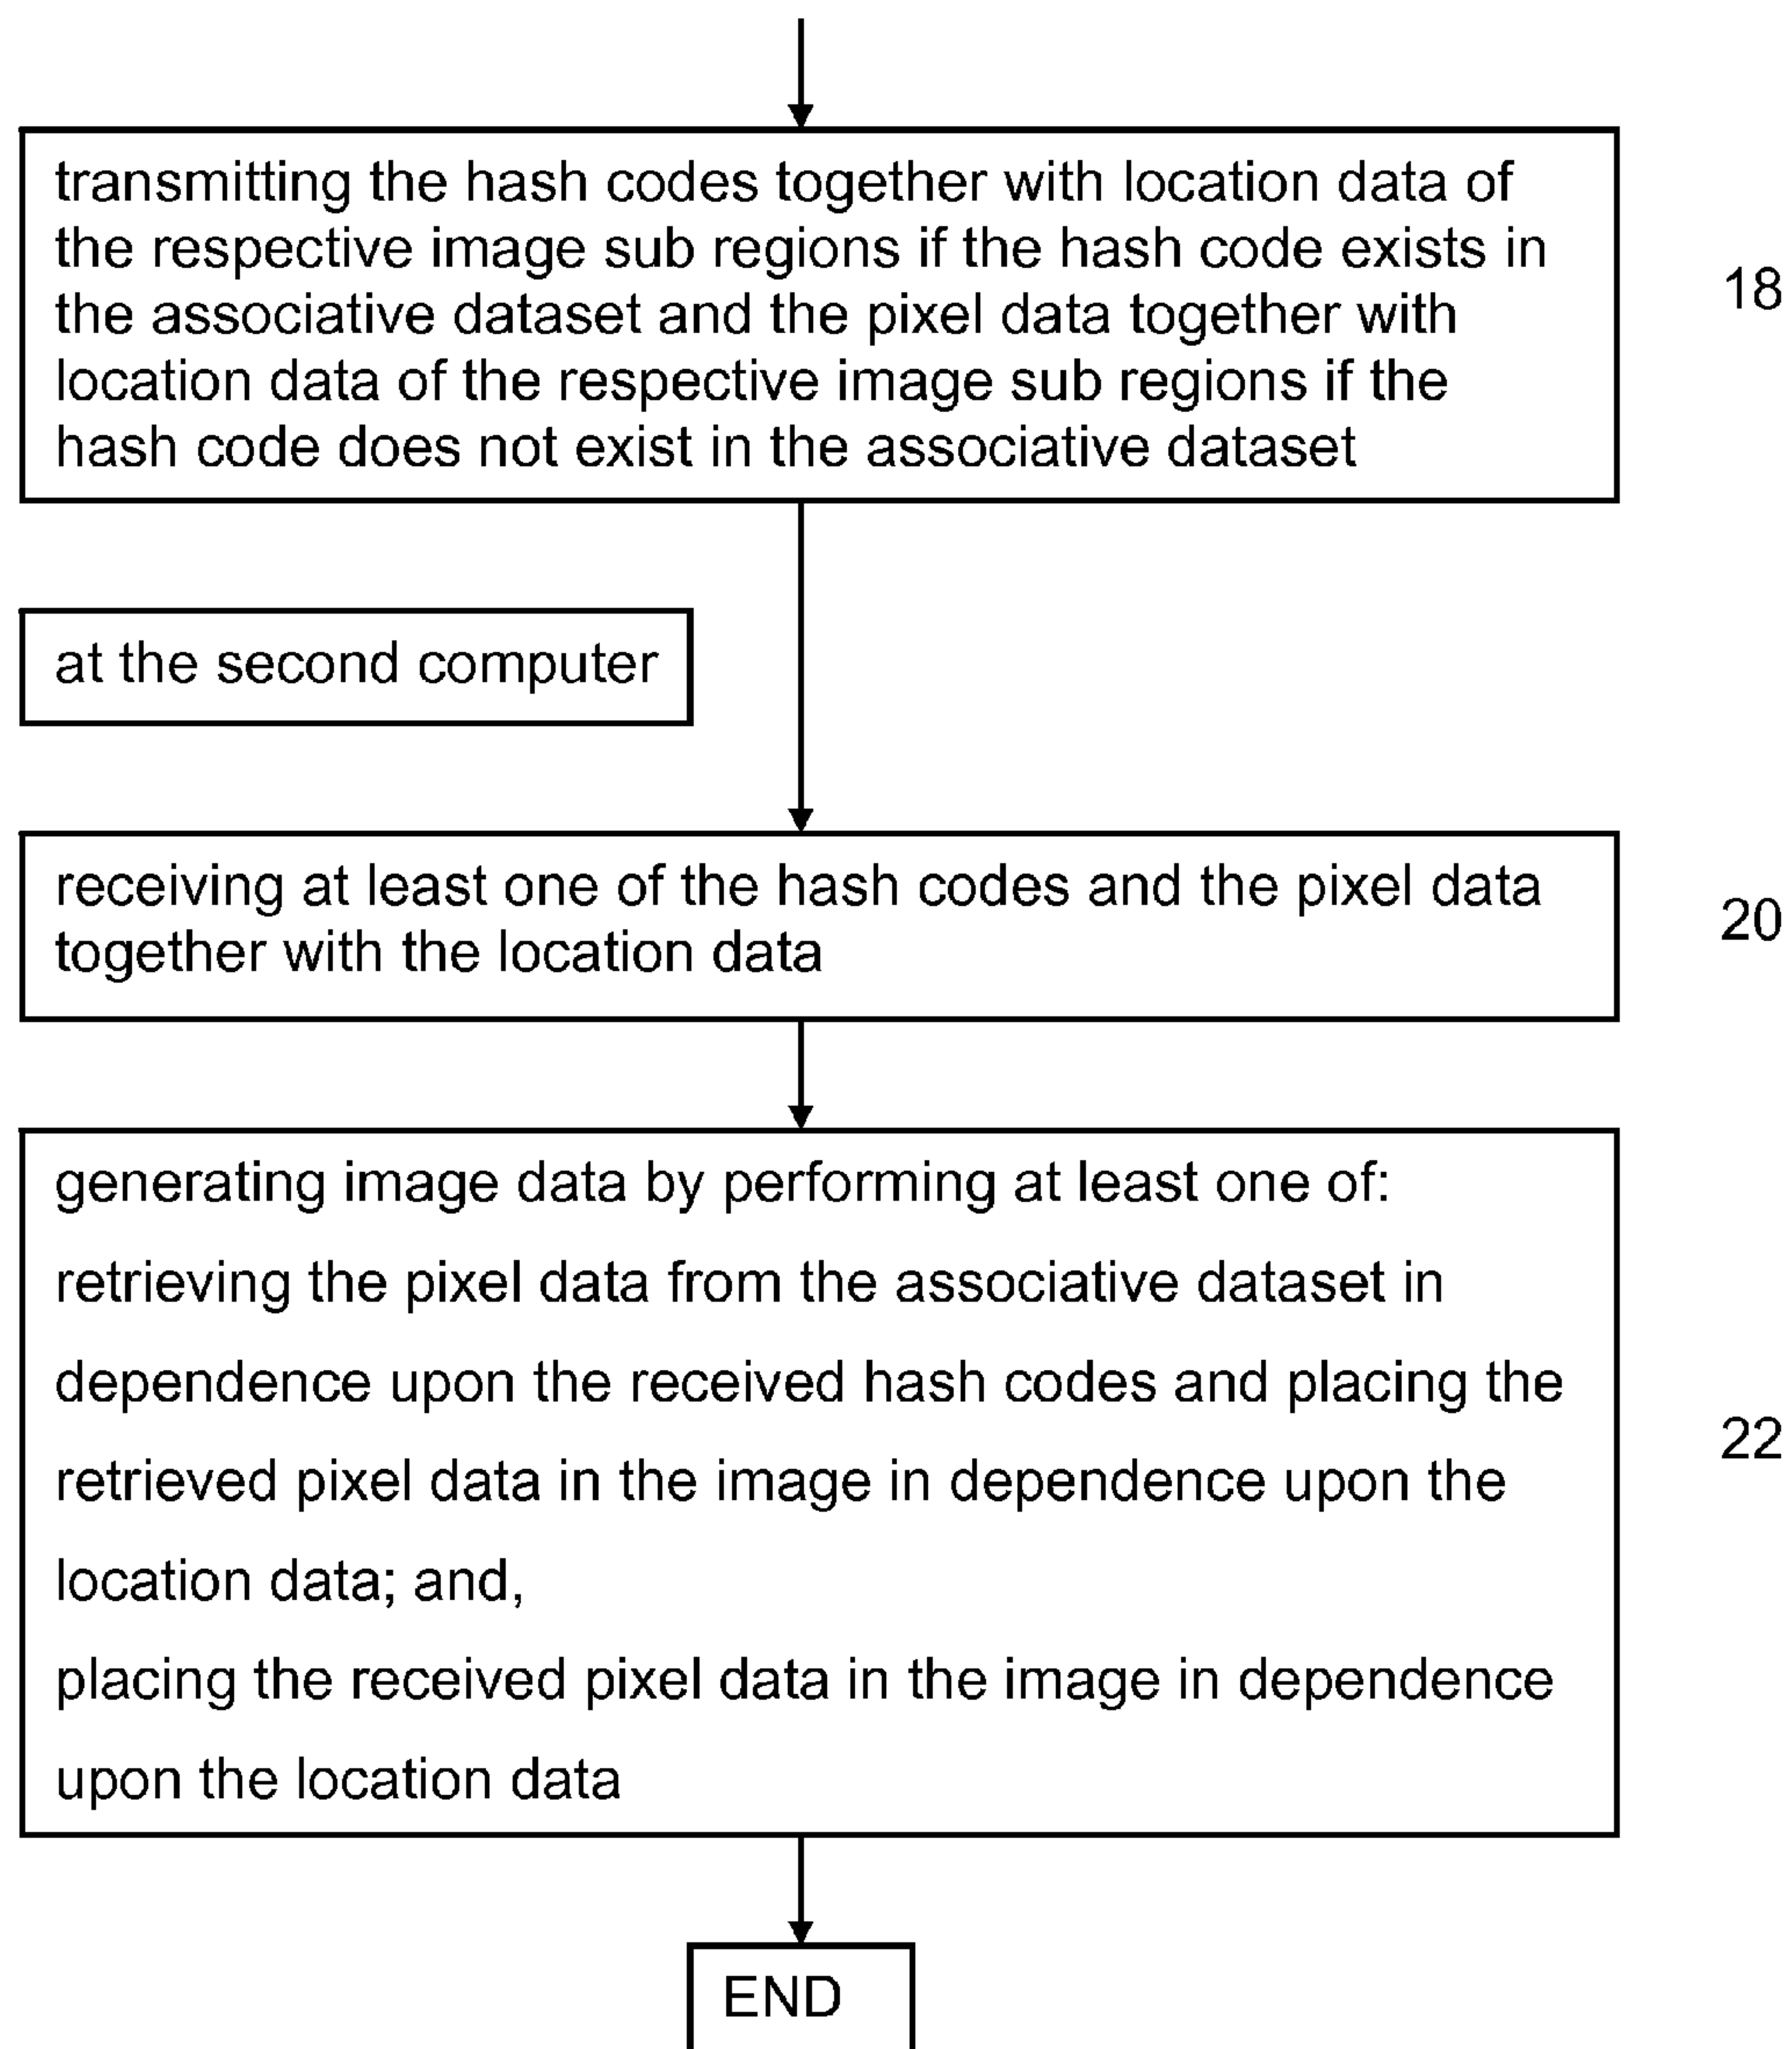 transmitting the hash codes together with location data of
the respective image sub regions if the hash code exists in
the associative dataset and the pixel data together with
location data of the respective image sub regions if the
hash code does not exist in the associative dataset
18
at the second computer
receiving at least one of the hash codes and the pixel data
together with the location data
20
generating image data by performing at least one of:
retrieving the pixel data from the associative dataset in
dependence upon the received hash codes and placing the
retrieved pixel data in the image in dependence upon the
location data; and,
placing the received pixel data in the image in dependence
upon the location data
22
END